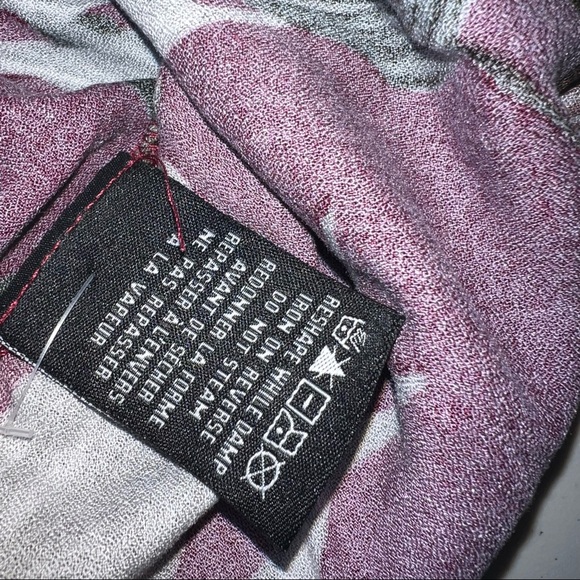 RESHAPE WHILE DAMP
IRON ON REVERSE
DO NOT STEAM
REDONNER LA FORME
AVANT DE SECHER
REPASSER À L'ENVERS
NE PAS REPASSER
À LA VAPEUR